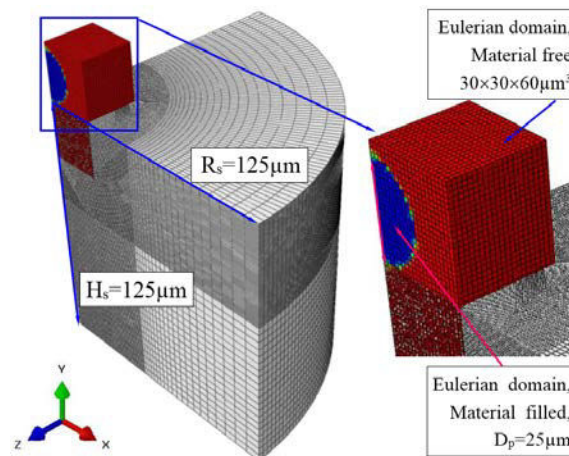 Eulerian domain,
Material free
30×30×60μm³
Rₛ=125μm
Hₛ=125μm
Eulerian domain,
Material filled,
Dₚ=25μm
Y
Z
X